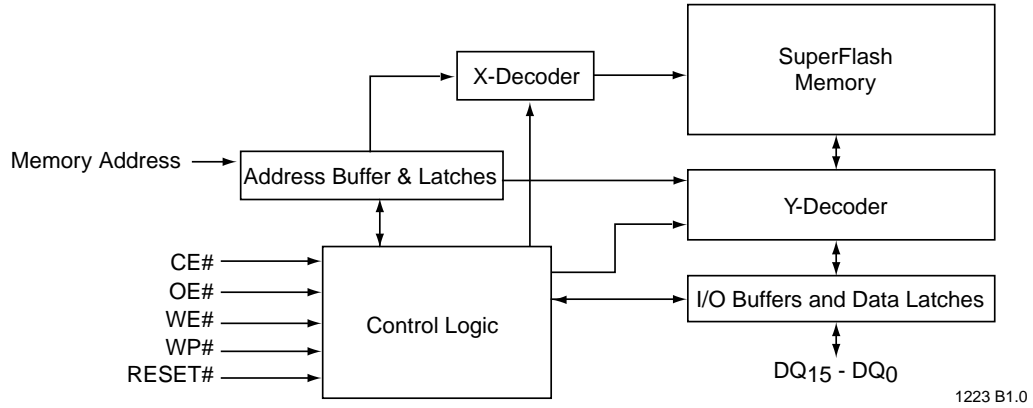 SuperFlash
Memory
X-Decoder
Memory Address
Address Buffer & Latches
Y-Decoder
CE#
OE#
WE#
WP#
RESET#
Control Logic
I/O Buffers and Data Latches
DQ15 - DQ0
1223 B1.0